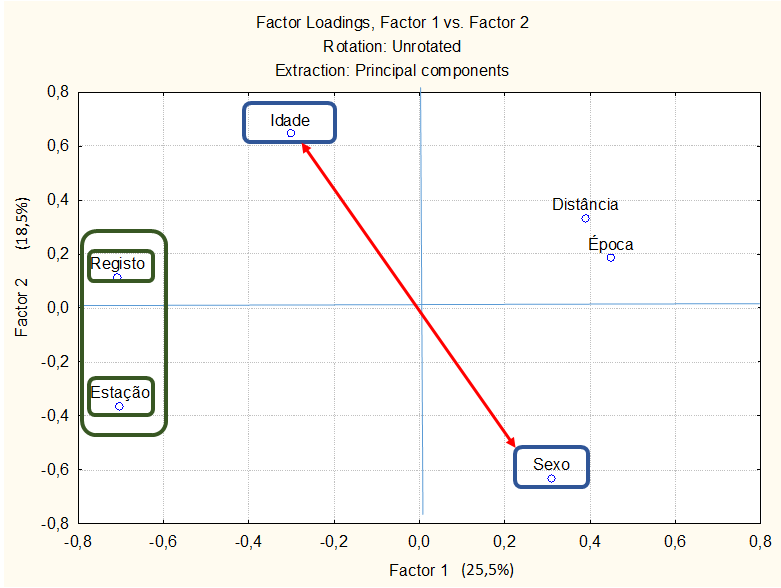 Factor Loadings, Factor 1 vs. Factor 2
Rotation: Unrotated
Extraction: Principal components
0,8
0,6
0,4
0,2
0,0
-0,2
-0,4
-0,6
-0,8
Factor 2 (18,5%)
Idade
Distância
Época
Registo
Estação
Sexo
-0,8 -0,6 -0,4 -0,2 0,0 0,2 0,4 0,6 0,8
Factor 1 (25,5%)